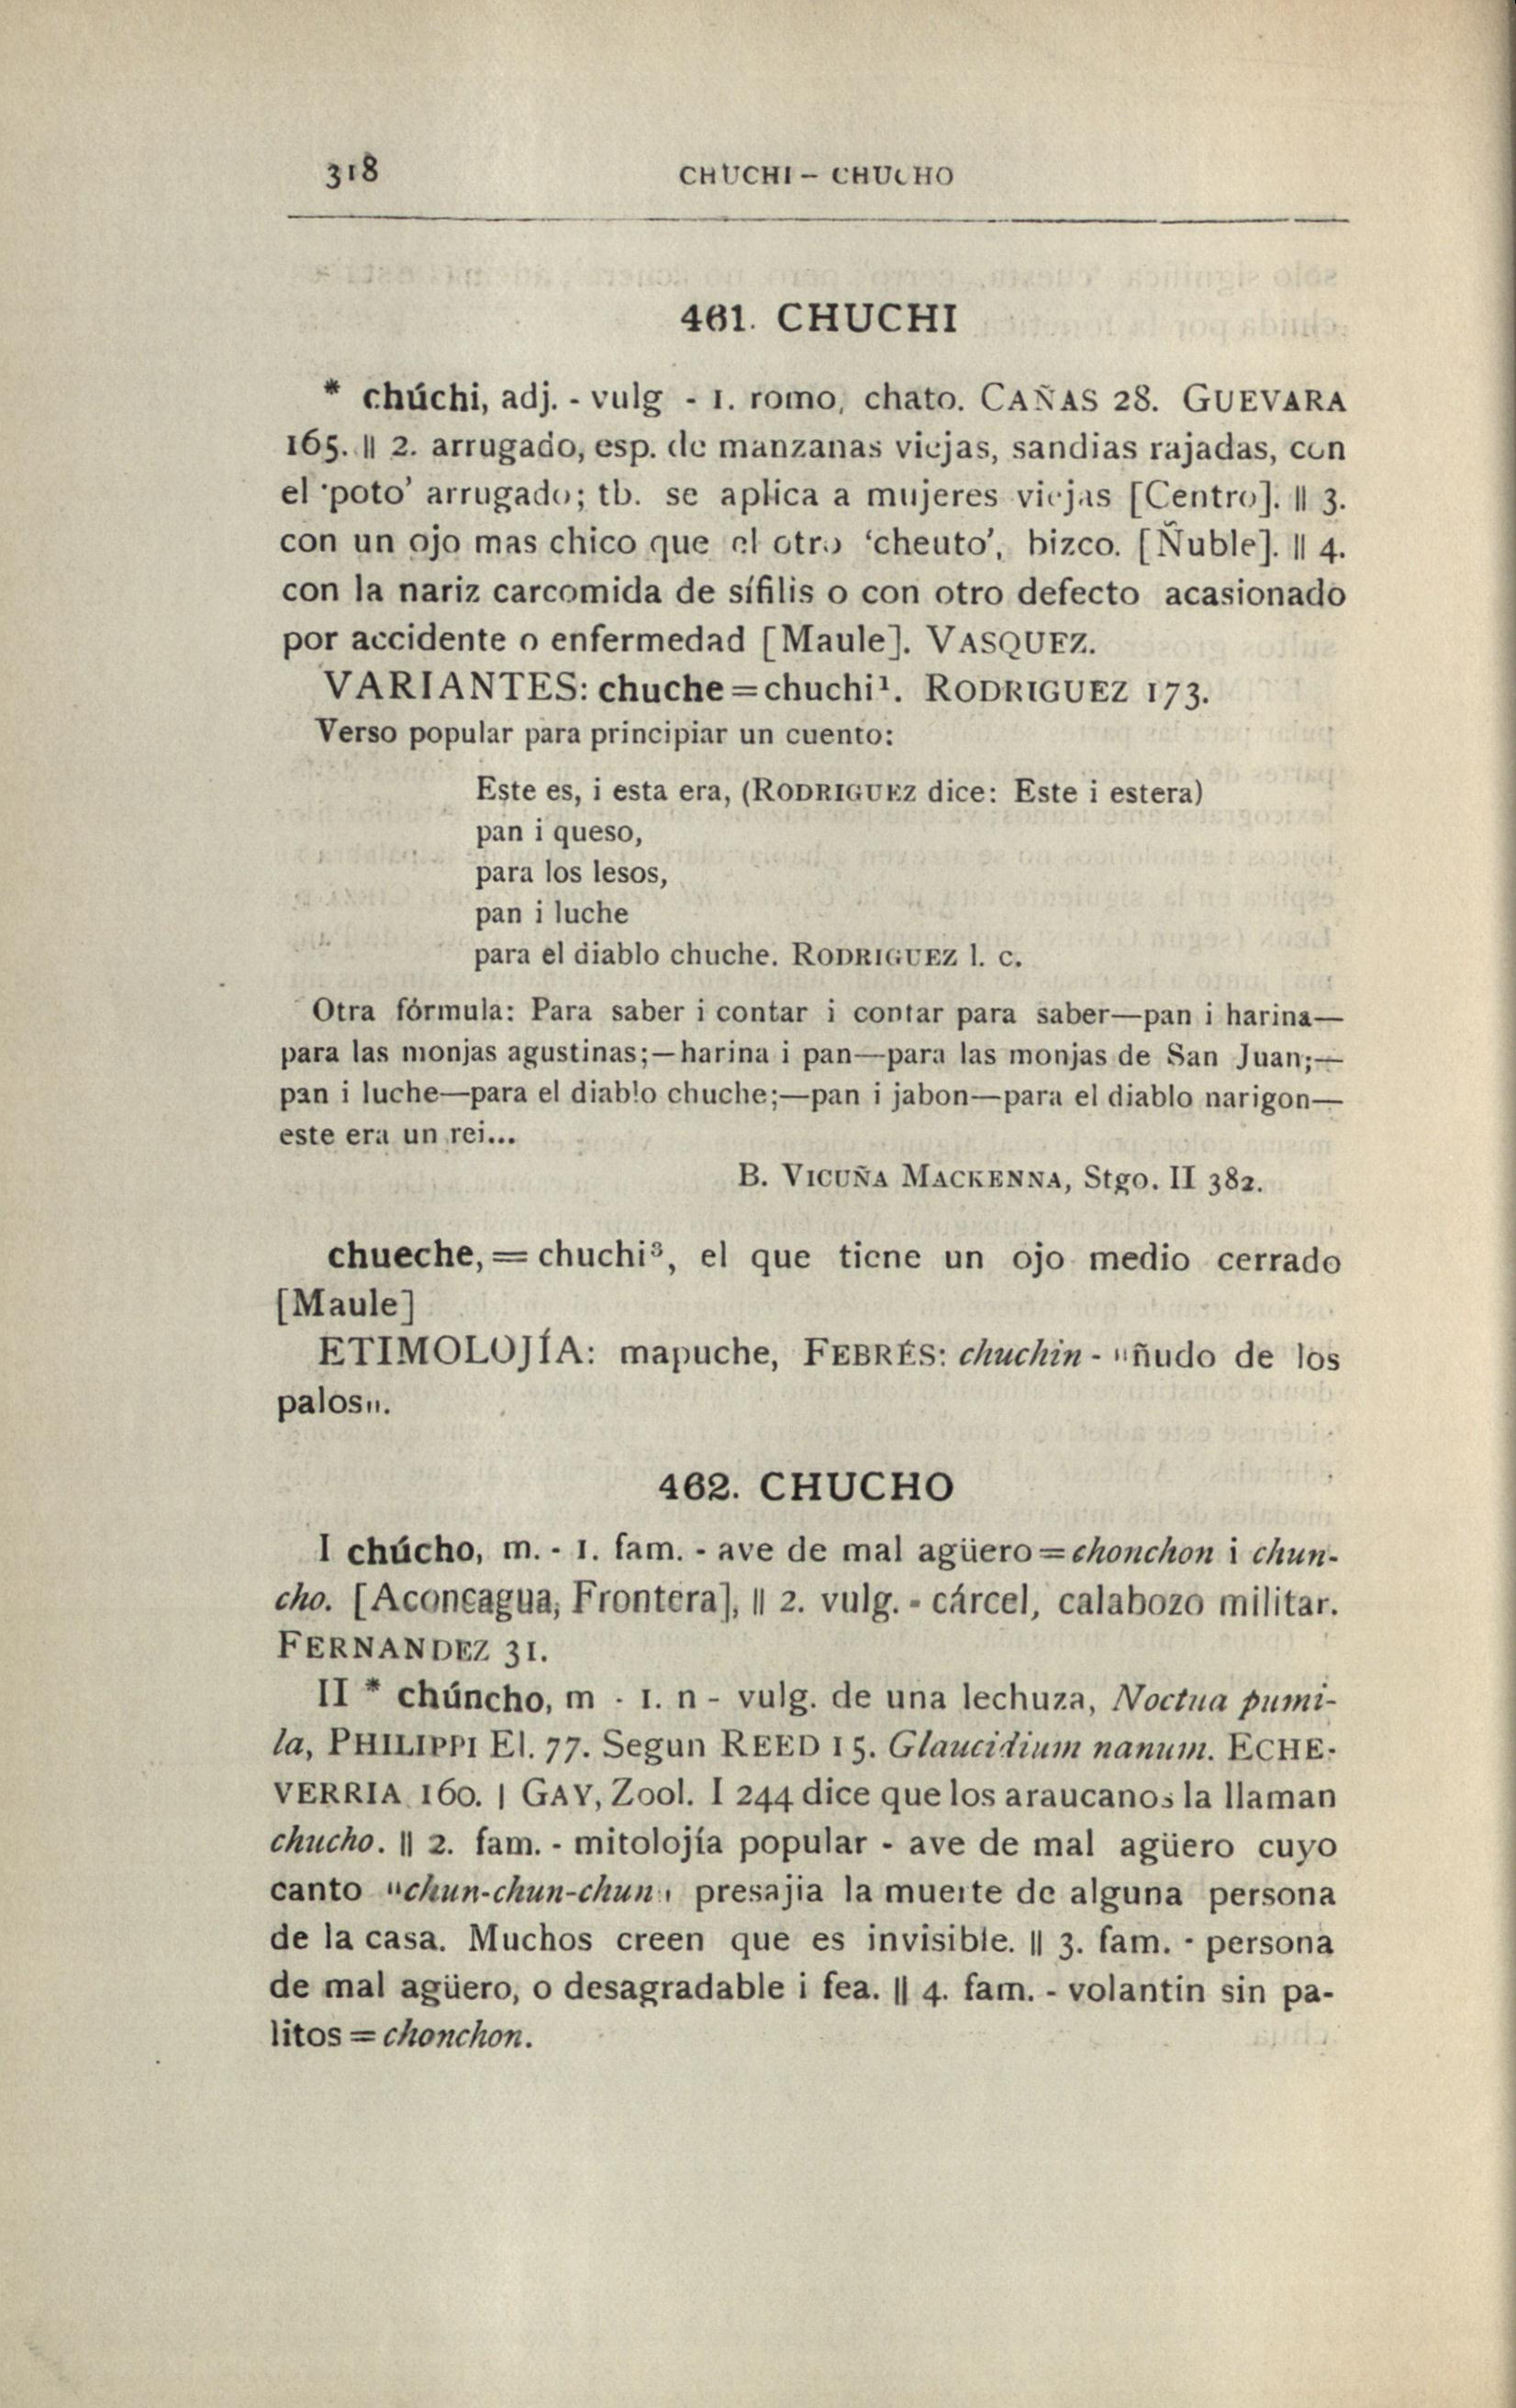 318 CHUCHI – CHUCHO
461. CHUCHI
* chúchi, adj. - vulg - 1. romo, chato. CAÑAS 28. GUEVARA
165. || 2. arrugado, esp. de manzanas viejas, sandias rajadas, con
el 'poto' arrugado; tb. se aplica a mujeres viejas [Centro]. || 3.
con un ojo mas chico que el otro 'cheuto', bizco. [Ñuble]. || 4.
con la nariz carcomida de sífilis o con otro defecto acasionado
por accidente o enfermedad [Maule]. VASQUEZ.
VARIANTES: chuche = chuchi¹. RODRIGUEZ 173.
Verso popular para principiar un cuento:
Este es, i esta era, (RODRIGUEZ dice: Este i estera)
pan i queso,
para los lesos,
pan i luche
para el diablo chuche. RODRIGUEZ l. c.
Otra fórmula: Para saber i contar i contar para saber—pan i harina—
para las monjas agustinas;—harina i pan—para las monjas de San Juan;—
pan i luche—para el diablo chuche;—pan i jabon—para el diablo narigon—
este era un rei...
B. VICUÑA MACKENNA, Stgo. II 382.
chueche, = chuchi³, el que tiene un ojo medio cerrado
[Maule]
ETIMOLOJÍA: mapuche, FEBRÉS: chuchin - "ñudo de los
palos".
462. CHUCHO
I chúcho, m. - 1. fam. - ave de mal agüero = chonchon i chun-
cho. [Aconcagua, Frontera], || 2. vulg. - cárcel, calabozo militar.
FERNANDEZ 31.
II * chúncho, m - 1. n - vulg. de una lechuza, Noctua pumi-
la, PHILIPPI El. 77. Segun REED 15. Glaucidium nanum. ECHE-
VERRIA 160. | GAY, Zool. I 244 dice que los araucanos la llaman
chucho. || 2. fam. - mitolojía popular - ave de mal agüero cuyo
canto "chun-chun-chun" presajia la muerte de alguna persona
de la casa. Muchos creen que es invisible. || 3. fam. - persona
de mal agüero, o desagradable i fea. || 4. fam. - volantin sin pa-
litos = chonchon.